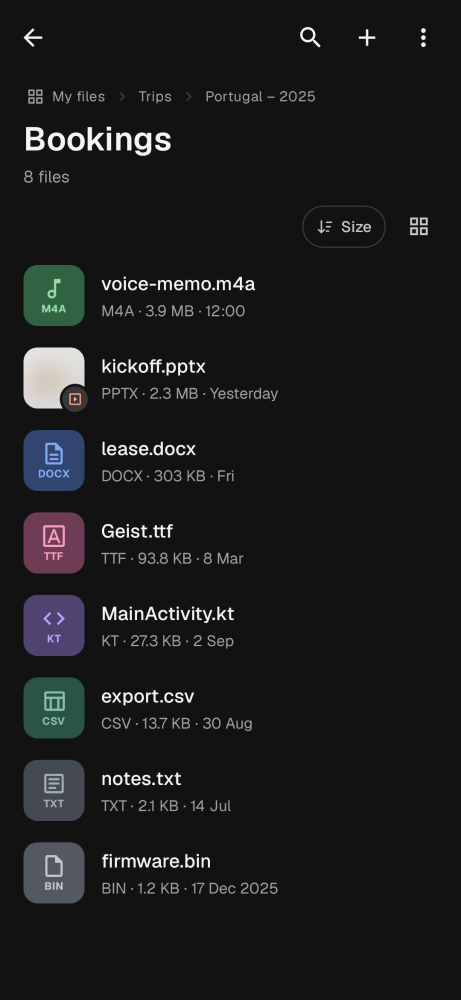 My files
Trips
Portugal – 2025
Bookings
8 files
Size
M4A
voice-memo.m4a
M4A · 3.9 MB · 12:00
kickoff.pptx
PPTX · 2.3 MB · Yesterday
DOCX
lease.docx
DOCX · 303 KB · Fri
TTF
Geist.ttf
TTF · 93.8 KB · 8 Mar
KT
MainActivity.kt
KT · 27.3 KB · 2 Sep
CSV
export.csv
CSV · 13.7 KB · 30 Aug
TXT
notes.txt
TXT · 2.1 KB · 14 Jul
BIN
firmware.bin
BIN · 1.2 KB · 17 Dec 2025